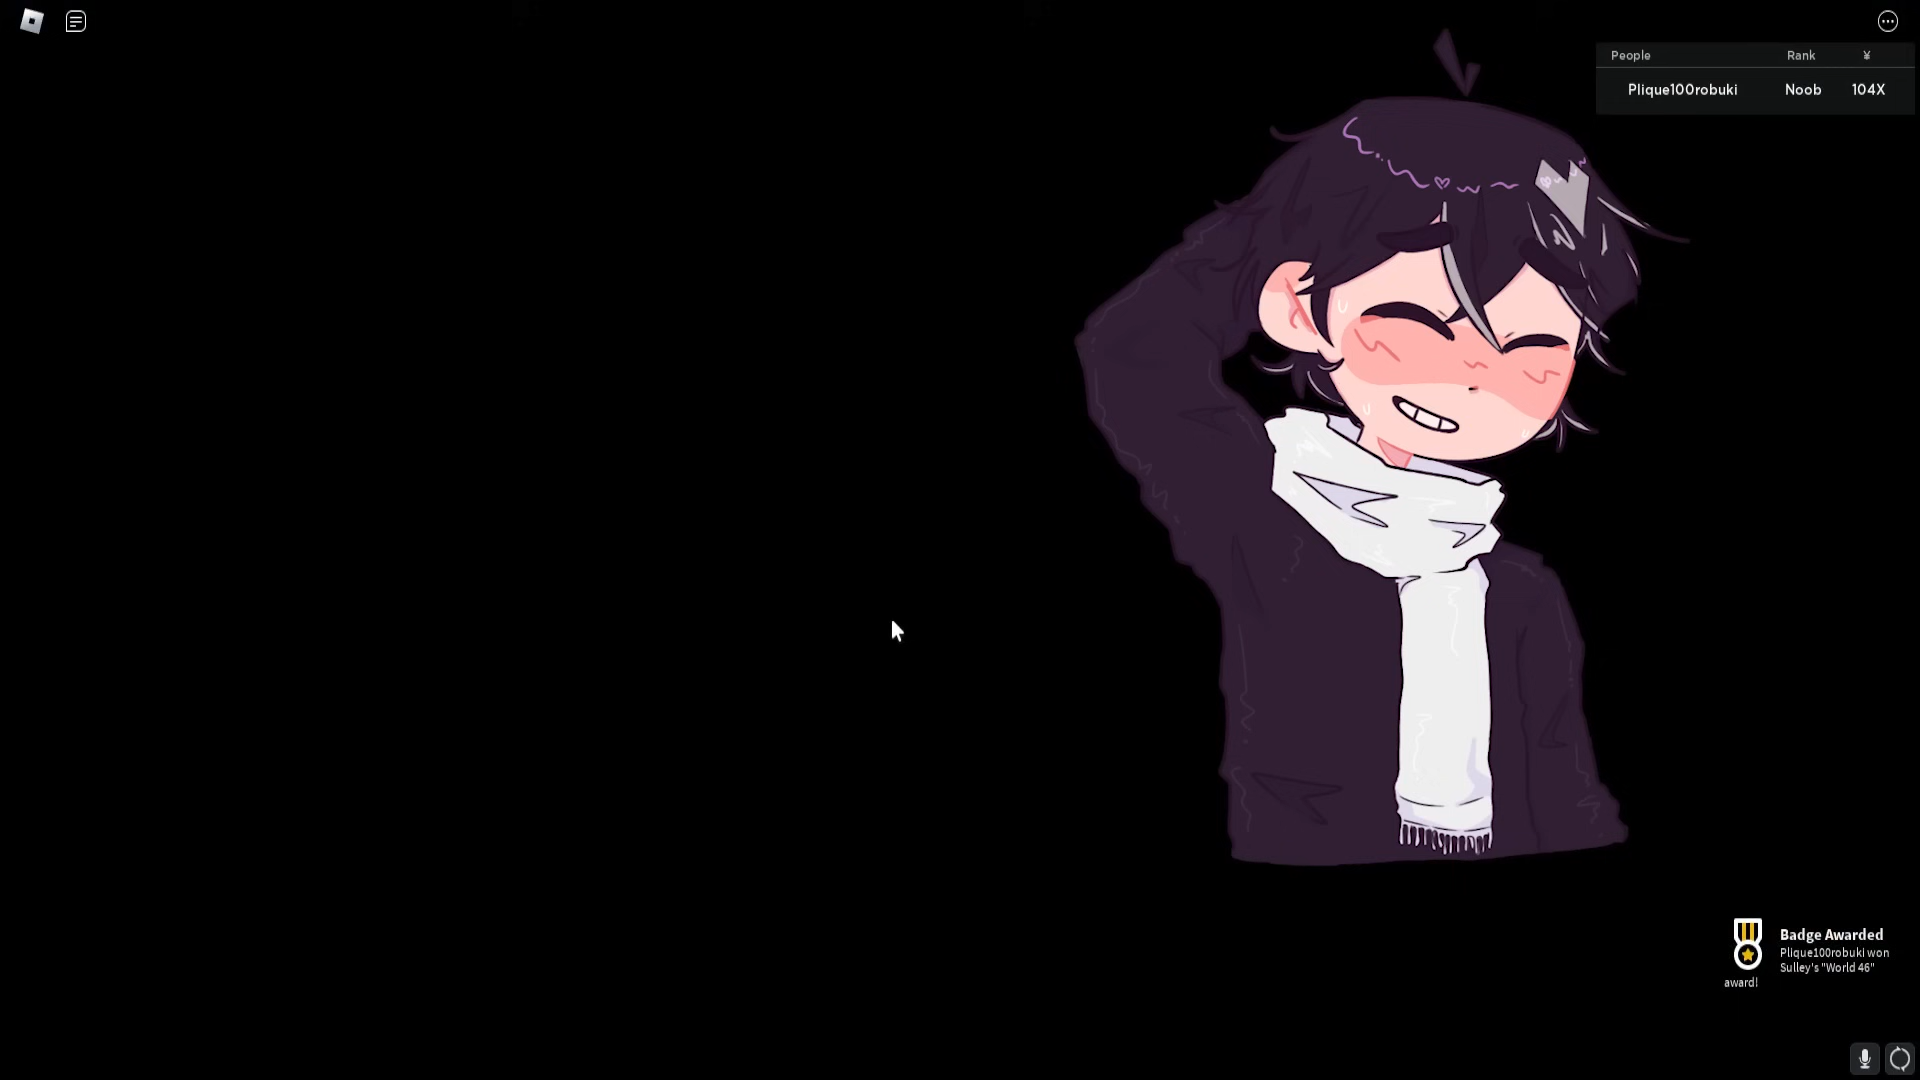 People Rank ¥
Plique100robuki Noob 104X
Badge Awarded
Plique100robuki won
Sulley's "World 46"
award!